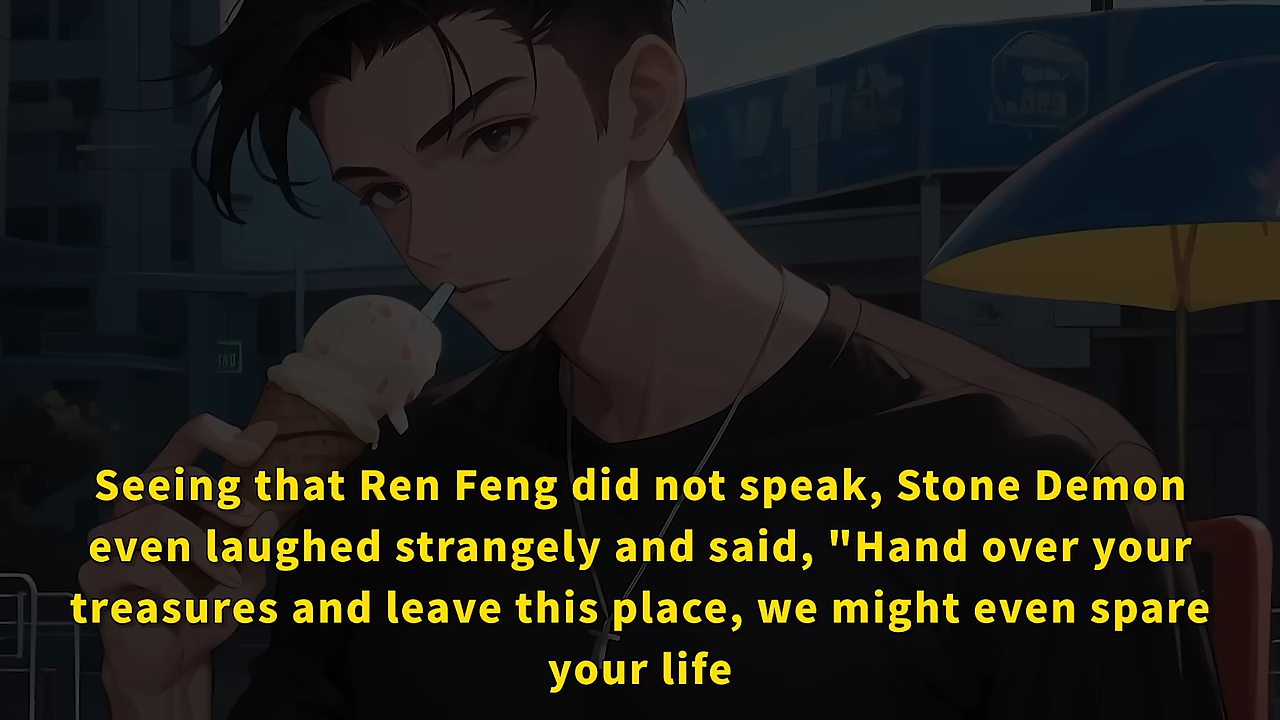 Seeing that Ren Feng did not speak, Stone Demon
even laughed strangely and said, "Hand over your
treasures and leave this place, we might even spare
your life